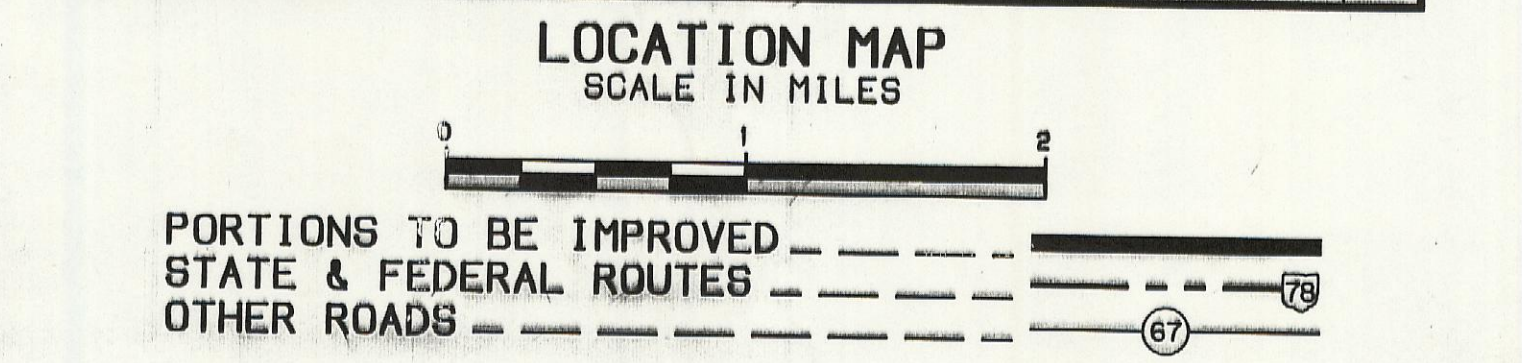 LOCATION MAP
SCALE IN MILES
0 1 2
PORTIONS TO BE IMPROVED
STATE & FEDERAL ROUTES 78
OTHER ROADS 67